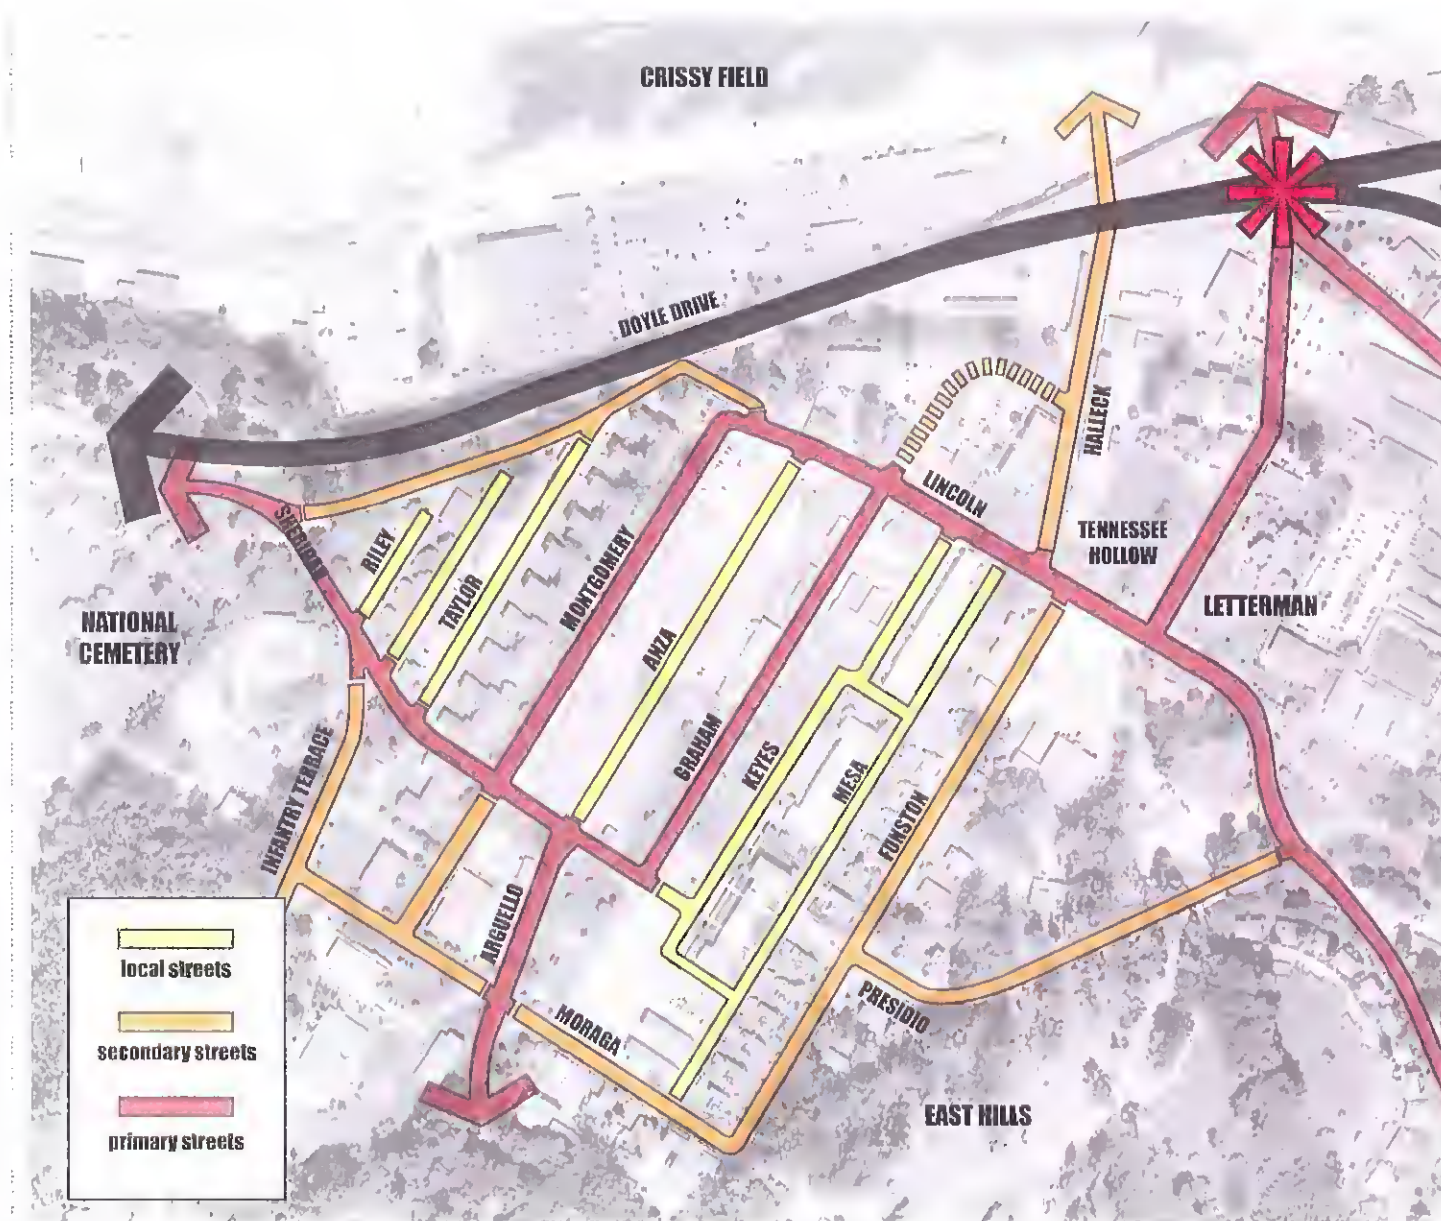 CRISSY FIELD
DOYLE DRIVE
HALLECK
LINCOLN
TENNESSEE
HOLLOW
LETTERMAN
SHERIDAN
RILEY
TAYLOR
MONTGOMERY
ANZA
GRAHAM
KEYES
MESA
FUNSTON
NATIONAL
CEMETERY
INFANTRY TERRACE
ARGUELLO
MORAGA
PRESIDIO
EAST HILLS
local streets
secondary streets
primary streets